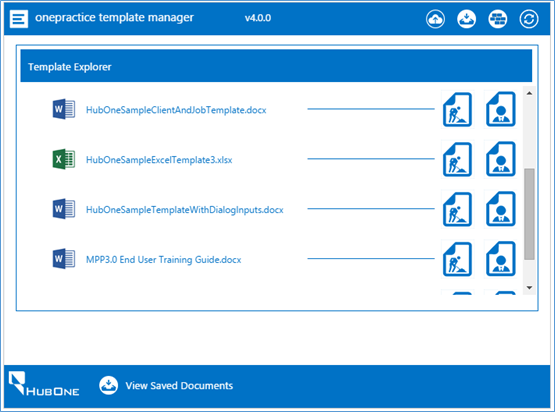 onepractice template manager v4.0.0
Template Explorer
W HubOneSampleClientAndJobTemplate.docx
X HubOneSampleExcelTemplate3.xlsx
W HubOneSampleTemplateWithDialogInputs.docx
W MPP3.0 End User Training Guide.docx
HUBONE View Saved Documents